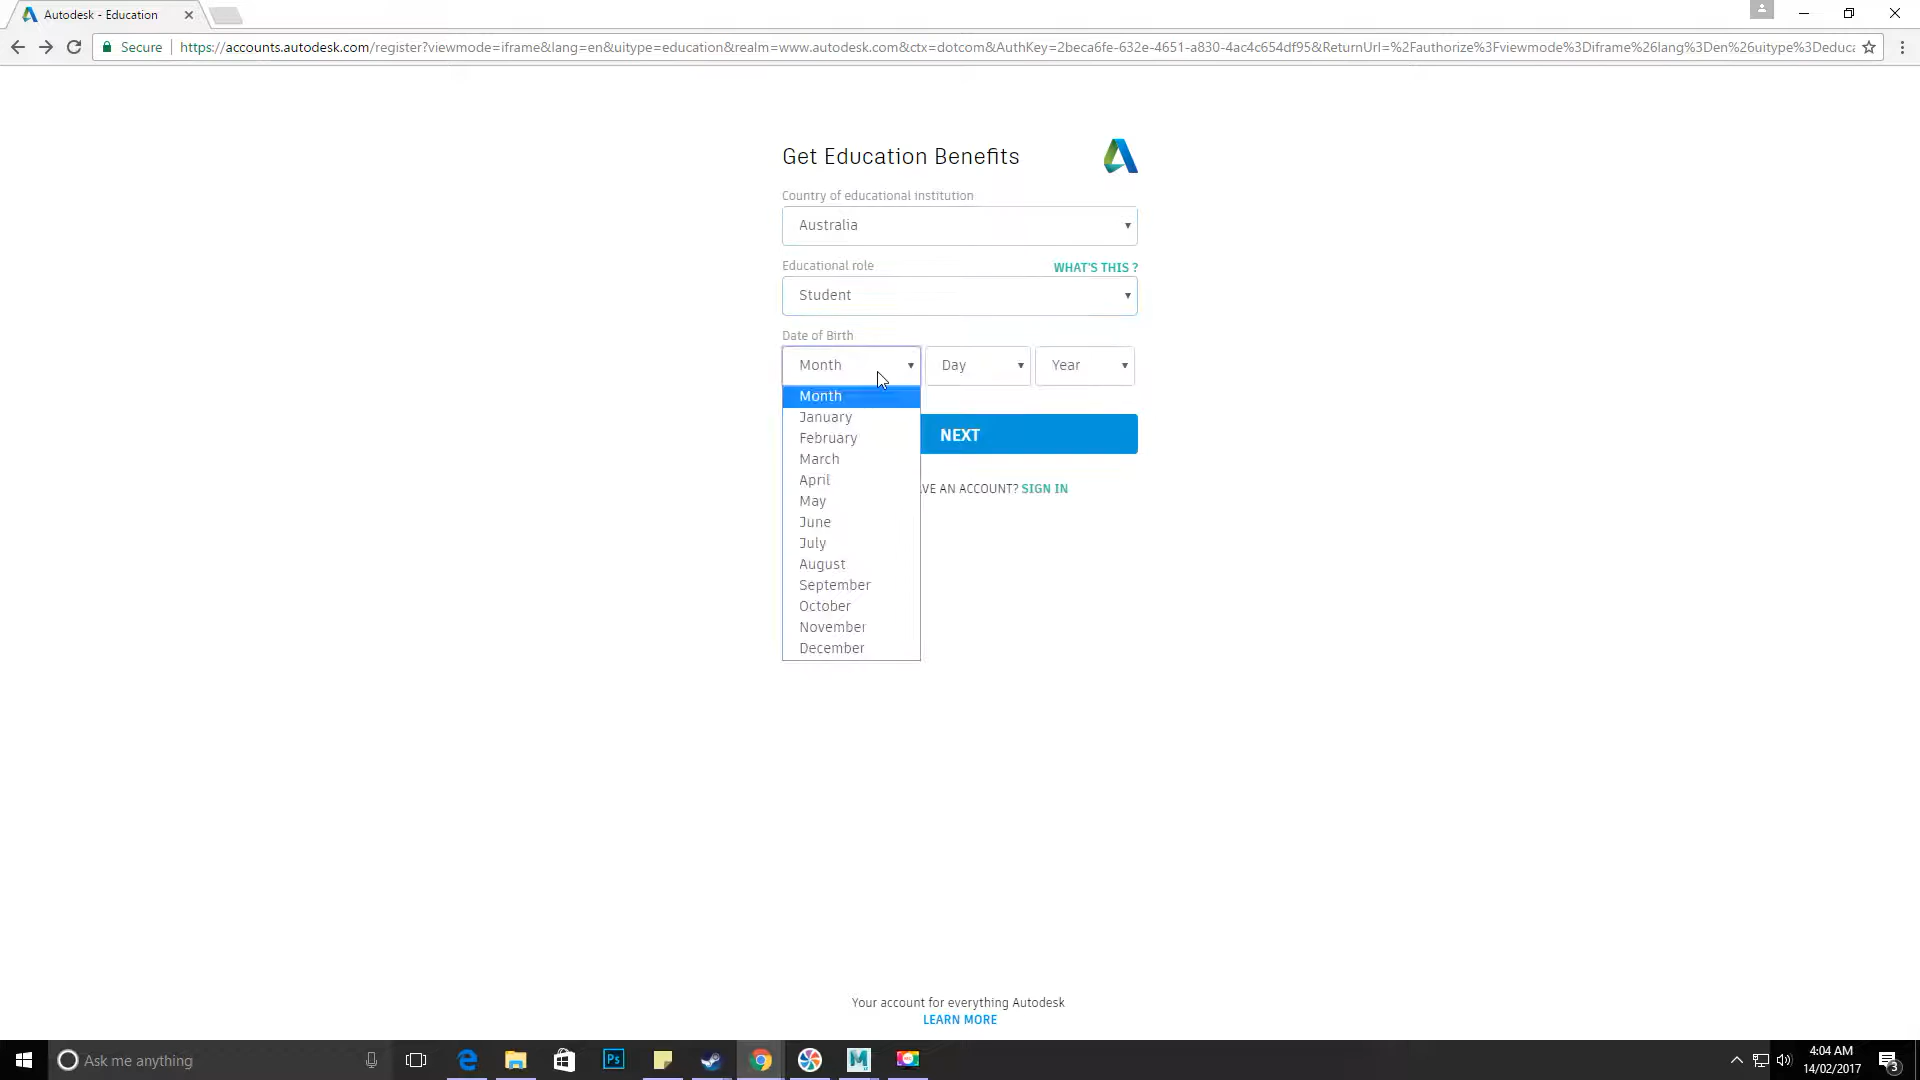 Autodesk - Education
Secure https://accounts.autodesk.com/register?viewmode=iframe&lang=en&uitype=education&realm=www.autodesk.com&ctx=dotcom&AuthKey=2beca6fe-632e-4651-a830-4ac4c654df95&ReturnUrl=%2Fauthorize%3Fviewmode%3Diframe%26lang%3Den%26uitype%3Deduca
Get Education Benefits
Country of educational institution
Australia
Educational role WHAT'S THIS ?
Student
Date of Birth
Month Day Year
Month
January
February
NEXT
March
April
VE AN ACCOUNT? SIGN IN
May
June
July
August
September
October
November
December
Your account for everything Autodesk
LEARN MORE
Ask me anything
Ps
4:04 AM
14/02/2017
3